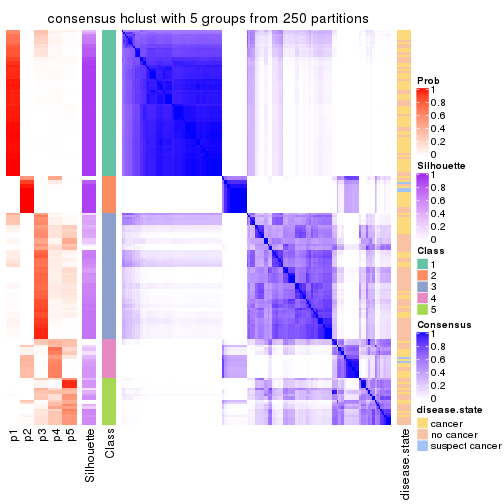 consensus hclust with 5 groups from 250 partitions
Prob
1
0.8
0.6
0.4
0.2
0
Silhouette
1
0.8
0.6
0.4
0.2
0
Class
1
2
3
4
5
Consensus
1
0.8
0.6
0.4
0.2
0
disease.state
cancer
no cancer
suspect cancer
p1
p2
p3
p4
p5
Silhouette
Class
disease.state